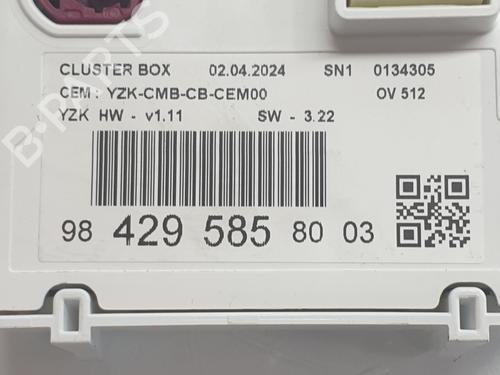 CLUSTER BOX 02.04.2024 SN1 0134305
CEM : YZK-CMB-CB-CEM00 OV 512
YZK HW - v1.11 SW - 3.22
98 429 585 80 03
B-PARTS